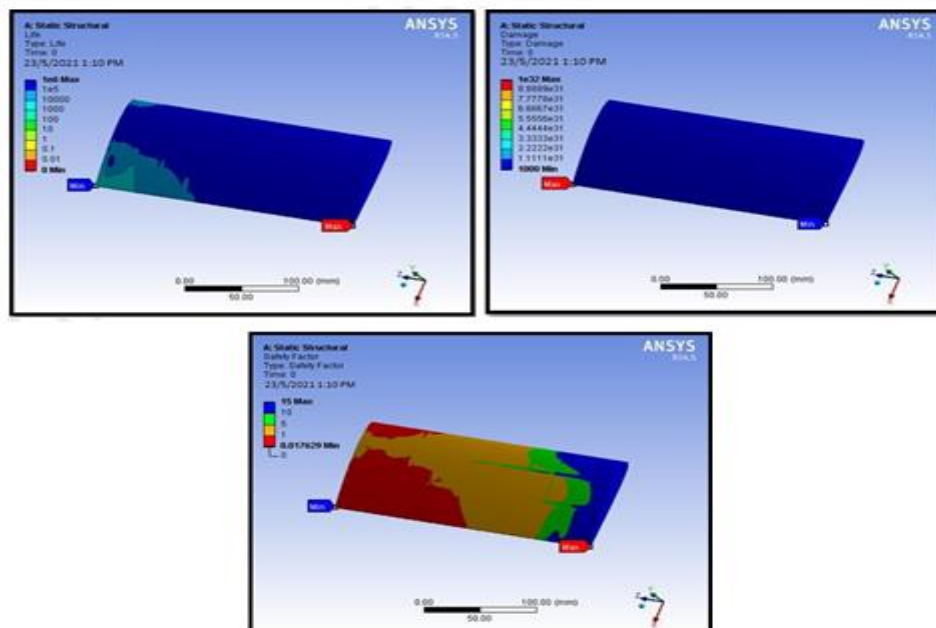 A: Static Structural
Life
Type: Life
Time: 0
23/5/2021 1:10 PM
ANSYS
R14.5
1e6 Max
1e5
10000
1000
100
10
1
0.1
0.01
0 Min
Min
Max
0.00
100.00 (mm)
50.00
A: Static Structural
Damage
Type: Damage
Time: 0
23/5/2021 1:10 PM
ANSYS
R14.5
1e32 Max
8.8889e31
7.7778e31
6.6667e31
5.5556e31
4.4444e31
3.3333e31
2.2222e31
1.1111e31
1000 Min
Max
Min
0.00
100.00 (mm)
50.00
A: Static Structural
Safety Factor
Type: Safety Factor
Time: 0
23/5/2021 1:10 PM
ANSYS
R14.5
15 Max
10
5
1
0.017629 Min
0
Min
Max
0.00
100.00 (mm)
50.00